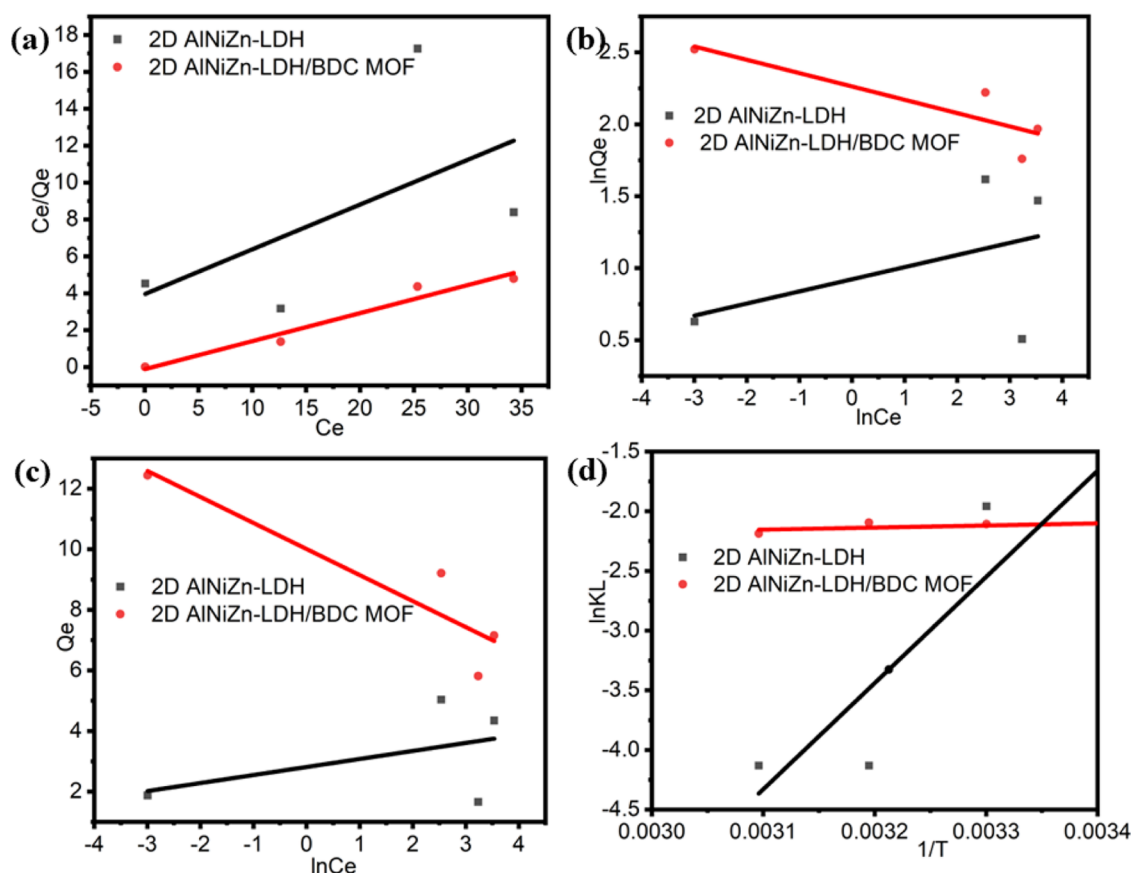 (a)
2D AlNiZn-LDH
2D AlNiZn-LDH/BDC MOF
Ce/Qe
18
16
14
12
10
8
6
4
2
0
-5 0 5 10 15 20 25 30 35
Ce
(b)
2D AlNiZn-LDH
2D AlNiZn-LDH/BDC MOF
lnQe
2.5
2.0
1.5
1.0
0.5
-4 -3 -2 -1 0 1 2 3 4
lnCe
(c)
2D AlNiZn-LDH
2D AlNiZn-LDH/BDC MOF
Qe
12
10
8
6
4
2
-4 -3 -2 -1 0 1 2 3 4
lnCe
(d)
2D AlNiZn-LDH
2D AlNiZn-LDH/BDC MOF
lnKL
-1.5
-2.0
-2.5
-3.0
-3.5
-4.0
-4.5
0.0030 0.0031 0.0032 0.0033 0.0034
1/T